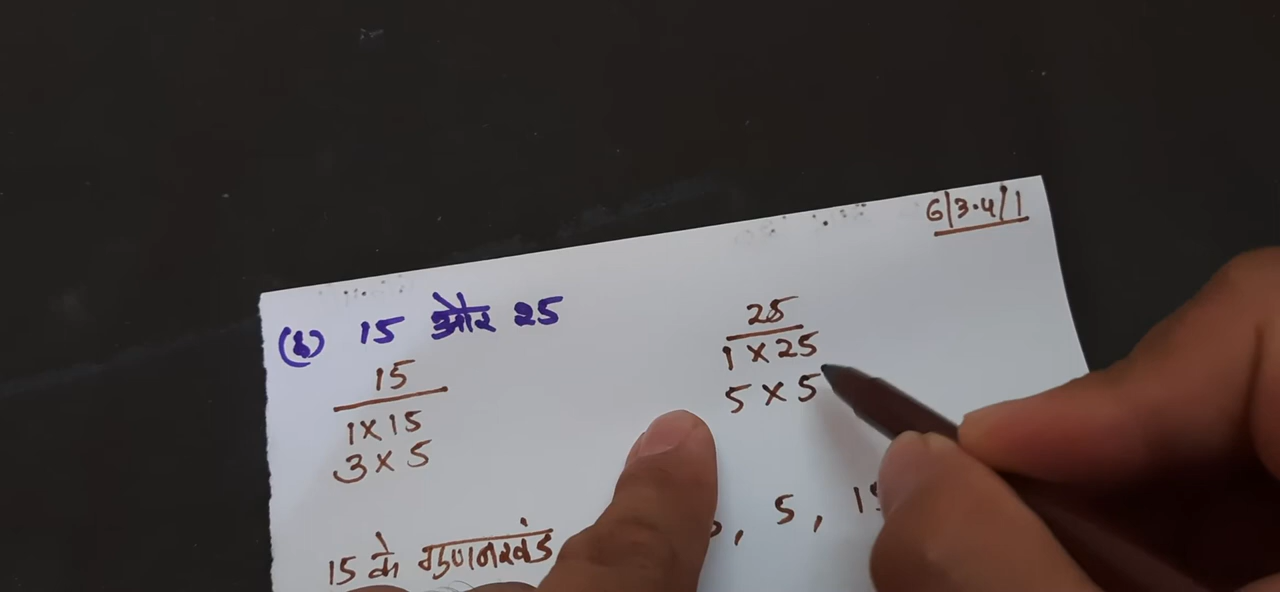 6|3.4|1
15 और 25
15
1 x 15
3 x 5
25
1 x 25
5 x 5
15 के गुणनखंड , 5 ,